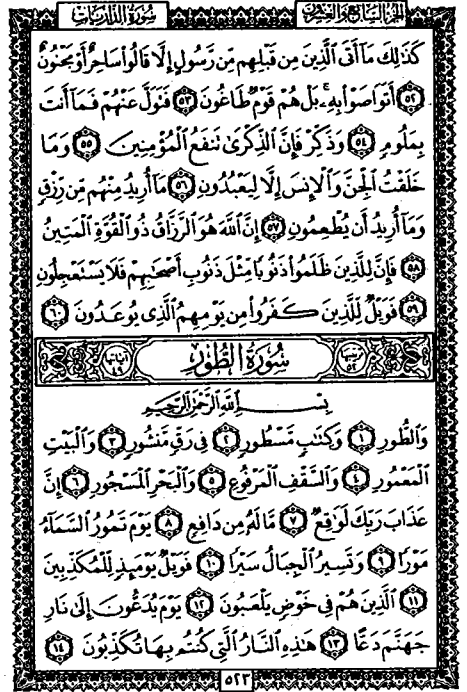 الجزء السابع والعشرون
سورة الذاريات
كَذَٰلِكَ مَآ أَتَى ٱلَّذِينَ مِن قَبْلِهِم مِّن رَّسُولٍ إِلَّا قَالُوا۟ سَاحِرٌ أَوْ مَجْنُونٌ
٥٢ أَتَوَاصَوْا۟ بِهِۦ ۚ بَلْ هُمْ قَوْمٌ طَاغُونَ ٥٣ فَتَوَلَّ عَنْهُمْ فَمَآ أَنتَ
بِمَلُومٍ ٥٤ وَذَكِّرْ فَإِنَّ ٱلذِّكْرَىٰ تَنفَعُ ٱلْمُؤْمِنِينَ ٥٥ وَمَا
خَلَقْتُ ٱلْجِنَّ وَٱلْإِنسَ إِلَّا لِيَعْبُدُونِ ٥٦ مَآ أُرِيدُ مِنْهُم مِّن رِّزْقٍ
وَمَآ أُرِيدُ أَن يُطْعِمُونِ ٥٧ إِنَّ ٱللَّهَ هُوَ ٱلرَّزَّاقُ ذُو ٱلْقُوَّةِ ٱلْمَتِينُ
٥٨ فَإِنَّ لِلَّذِينَ ظَلَمُوا۟ ذَنُوبًا مِّثْلَ ذَنُوبِ أَصْحَٰبِهِمْ فَلَا يَسْتَعْجِلُونِ
٥٩ فَوَيْلٌ لِّلَّذِينَ كَفَرُوا۟ مِن يَوْمِهِمُ ٱلَّذِى يُوعَدُونَ ٦٠
ترتيبها ٥٢ سُورَةُ ٱلطُّورِ آياتها ٤٩
بِسْمِ ٱللَّهِ ٱلرَّحْمَٰنِ ٱلرَّحِيمِ
وَٱلطُّورِ ١ وَكِتَٰبٍ مَّسْطُورٍ ٢ فِى رَقٍّ مَّنشُورٍ ٣ وَٱلْبَيْتِ
ٱلْمَعْمُورِ ٤ وَٱلسَّقْفِ ٱلْمَرْفُوعِ ٥ وَٱلْبَحْرِ ٱلْمَسْجُورِ ٦ إِنَّ
عَذَابَ رَبِّكَ لَوَٰقِعٌ ٧ مَّا لَهُۥ مِن دَافِعٍ ٨ يَوْمَ تَمُورُ ٱلسَّمَآءُ
مَوْرًا ٩ وَتَسِيرُ ٱلْجِبَالُ سَيْرًا ١٠ فَوَيْلٌ يَوْمَئِذٍ لِّلْمُكَذِّبِينَ
١١ ٱلَّذِينَ هُمْ فِى خَوْضٍ يَلْعَبُونَ ١٢ يَوْمَ يُدَعُّونَ إِلَىٰ نَارِ
جَهَنَّمَ دَعًّا ١٣ هَٰذِهِ ٱلنَّارُ ٱلَّتِى كُنتُم بِهَا تُكَذِّبُونَ ١٤
٥٢٣